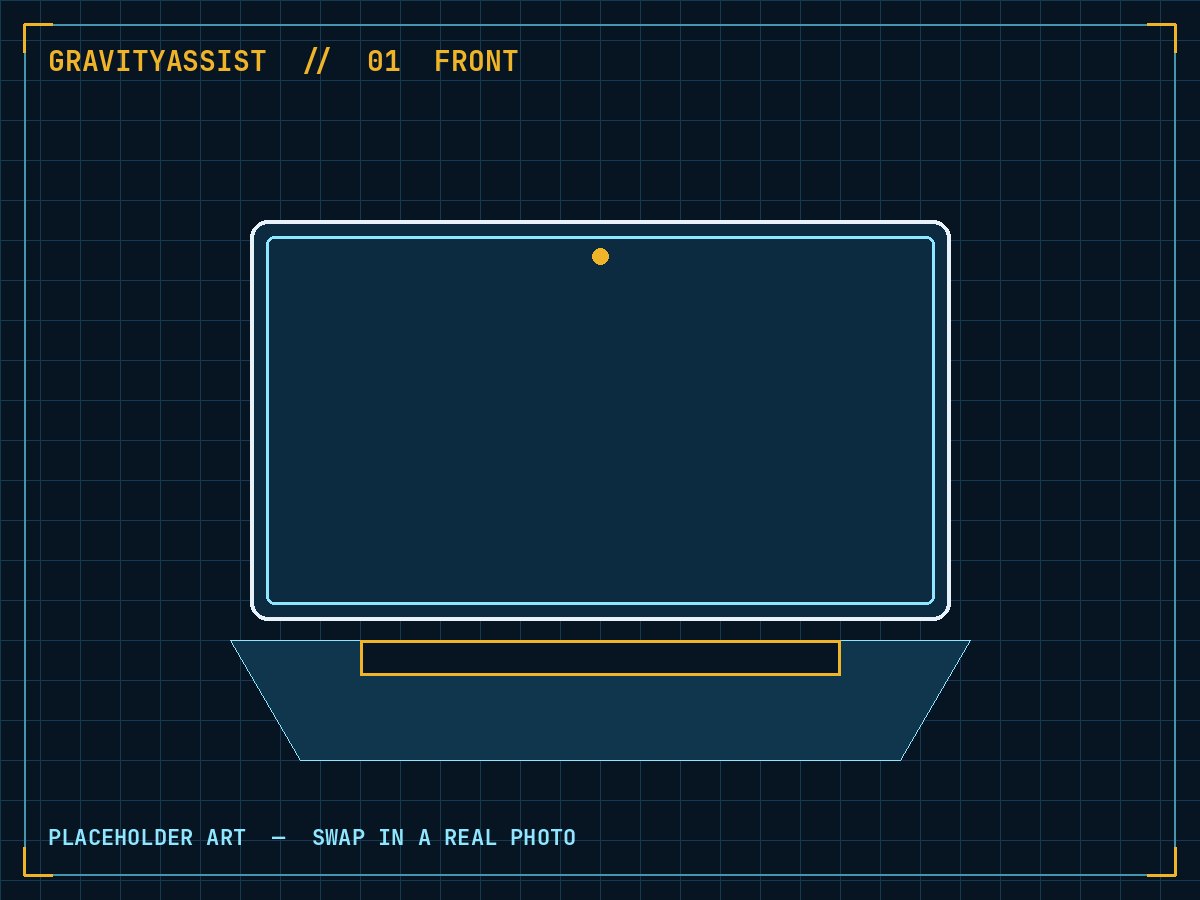 GRAVITYASSIST // 01 FRONT
PLACEHOLDER ART — SWAP IN A REAL PHOTO